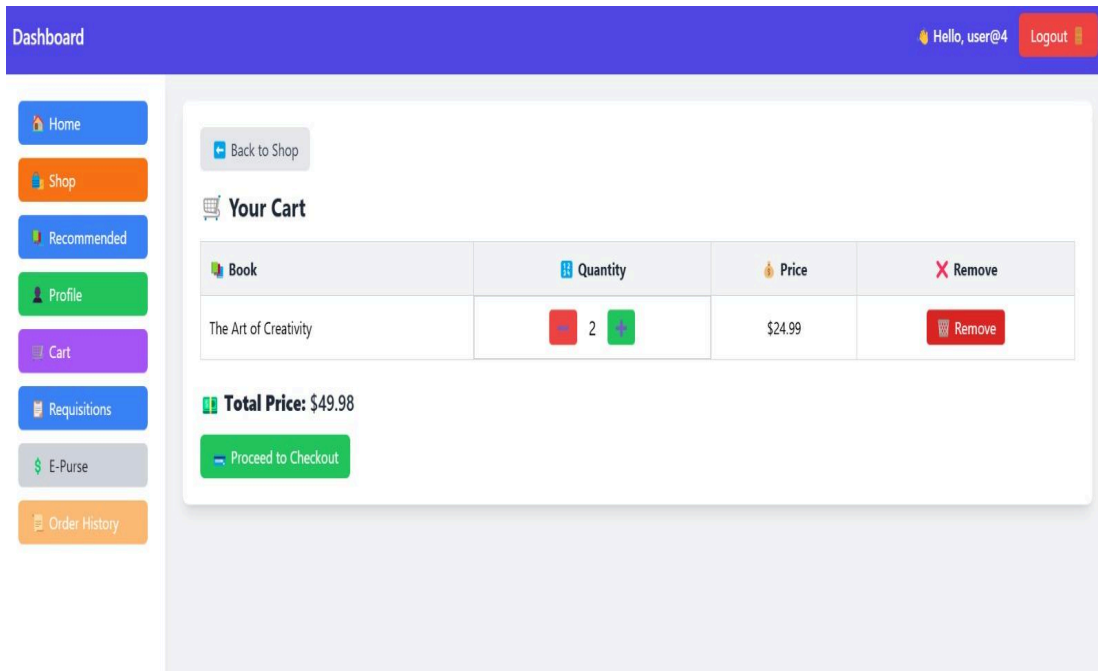 Dashboard
👋 Hello, user@4
Logout 🚪
🏠 Home
🛍️ Shop
📚 Recommended
👤 Profile
🛒 Cart
📋 Requisitions
$ E-Purse
📜 Order History
⬅️ Back to Shop
🛒 Your Cart
📚 Book 🔢 Quantity 💰 Price ❌ Remove
The Art of Creativity − 2 + $24.99 🗑️ Remove
💵 Total Price: $49.98
💳 Proceed to Checkout